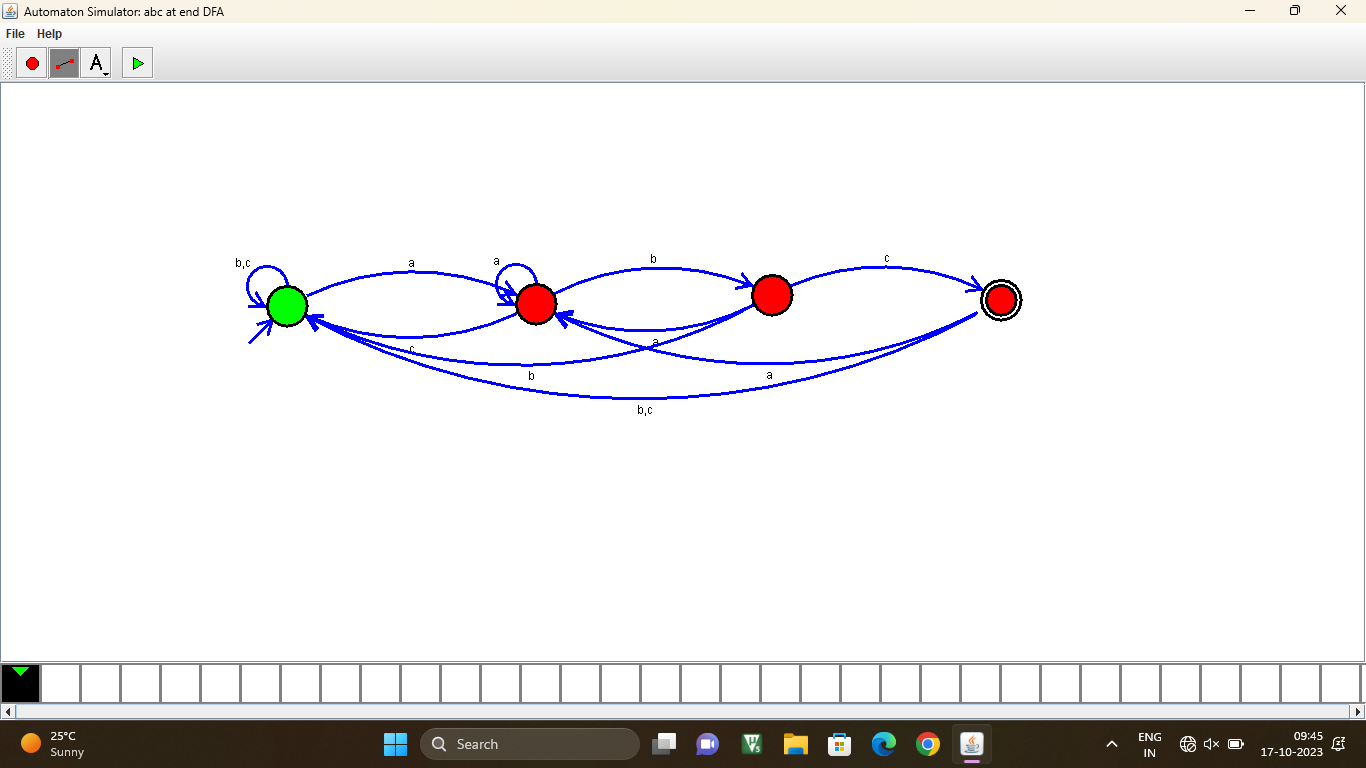 Automaton Simulator: abc at end DFA
File Help
A
b,c
a
a
b
c
c
b
a
a
b,c
25°C
Sunny
Search
ENG
IN
09:45
17-10-2023